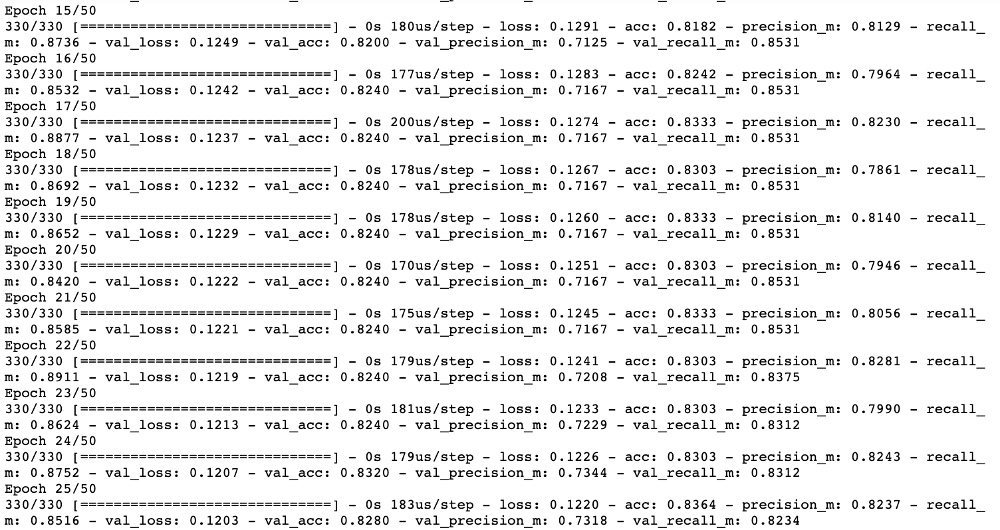 Epoch 15/50
330/330 [==============================] - 0s 180us/step - loss: 0.1291 - acc: 0.8182 - precision_m: 0.8129 - recall_
m: 0.8736 - val_loss: 0.1249 - val_acc: 0.8200 - val_precision_m: 0.7125 - val_recall_m: 0.8531
Epoch 16/50
330/330 [==============================] - 0s 177us/step - loss: 0.1283 - acc: 0.8242 - precision_m: 0.7964 - recall_
m: 0.8532 - val_loss: 0.1242 - val_acc: 0.8240 - val_precision_m: 0.7167 - val_recall_m: 0.8531
Epoch 17/50
330/330 [==============================] - 0s 200us/step - loss: 0.1274 - acc: 0.8333 - precision_m: 0.8230 - recall_
m: 0.8877 - val_loss: 0.1237 - val_acc: 0.8240 - val_precision_m: 0.7167 - val_recall_m: 0.8531
Epoch 18/50
330/330 [==============================] - 0s 178us/step - loss: 0.1267 - acc: 0.8303 - precision_m: 0.7861 - recall_
m: 0.8692 - val_loss: 0.1232 - val_acc: 0.8240 - val_precision_m: 0.7167 - val_recall_m: 0.8531
Epoch 19/50
330/330 [==============================] - 0s 178us/step - loss: 0.1260 - acc: 0.8333 - precision_m: 0.8140 - recall_
m: 0.8652 - val_loss: 0.1229 - val_acc: 0.8240 - val_precision_m: 0.7167 - val_recall_m: 0.8531
Epoch 20/50
330/330 [==============================] - 0s 170us/step - loss: 0.1251 - acc: 0.8303 - precision_m: 0.7946 - recall_
m: 0.8420 - val_loss: 0.1222 - val_acc: 0.8240 - val_precision_m: 0.7167 - val_recall_m: 0.8531
Epoch 21/50
330/330 [==============================] - 0s 175us/step - loss: 0.1245 - acc: 0.8333 - precision_m: 0.8056 - recall_
m: 0.8585 - val_loss: 0.1221 - val_acc: 0.8240 - val_precision_m: 0.7167 - val_recall_m: 0.8531
Epoch 22/50
330/330 [==============================] - 0s 179us/step - loss: 0.1241 - acc: 0.8303 - precision_m: 0.8281 - recall_
m: 0.8911 - val_loss: 0.1219 - val_acc: 0.8240 - val_precision_m: 0.7208 - val_recall_m: 0.8375
Epoch 23/50
330/330 [==============================] - 0s 181us/step - loss: 0.1233 - acc: 0.8303 - precision_m: 0.7990 - recall_
m: 0.8624 - val_loss: 0.1213 - val_acc: 0.8240 - val_precision_m: 0.7229 - val_recall_m: 0.8312
Epoch 24/50
330/330 [==============================] - 0s 179us/step - loss: 0.1226 - acc: 0.8303 - precision_m: 0.8243 - recall_
m: 0.8752 - val_loss: 0.1207 - val_acc: 0.8320 - val_precision_m: 0.7344 - val_recall_m: 0.8312
Epoch 25/50
330/330 [==============================] - 0s 183us/step - loss: 0.1220 - acc: 0.8364 - precision_m: 0.8237 - recall_
m: 0.8516 - val_loss: 0.1203 - val_acc: 0.8280 - val_precision_m: 0.7318 - val_recall_m: 0.8234